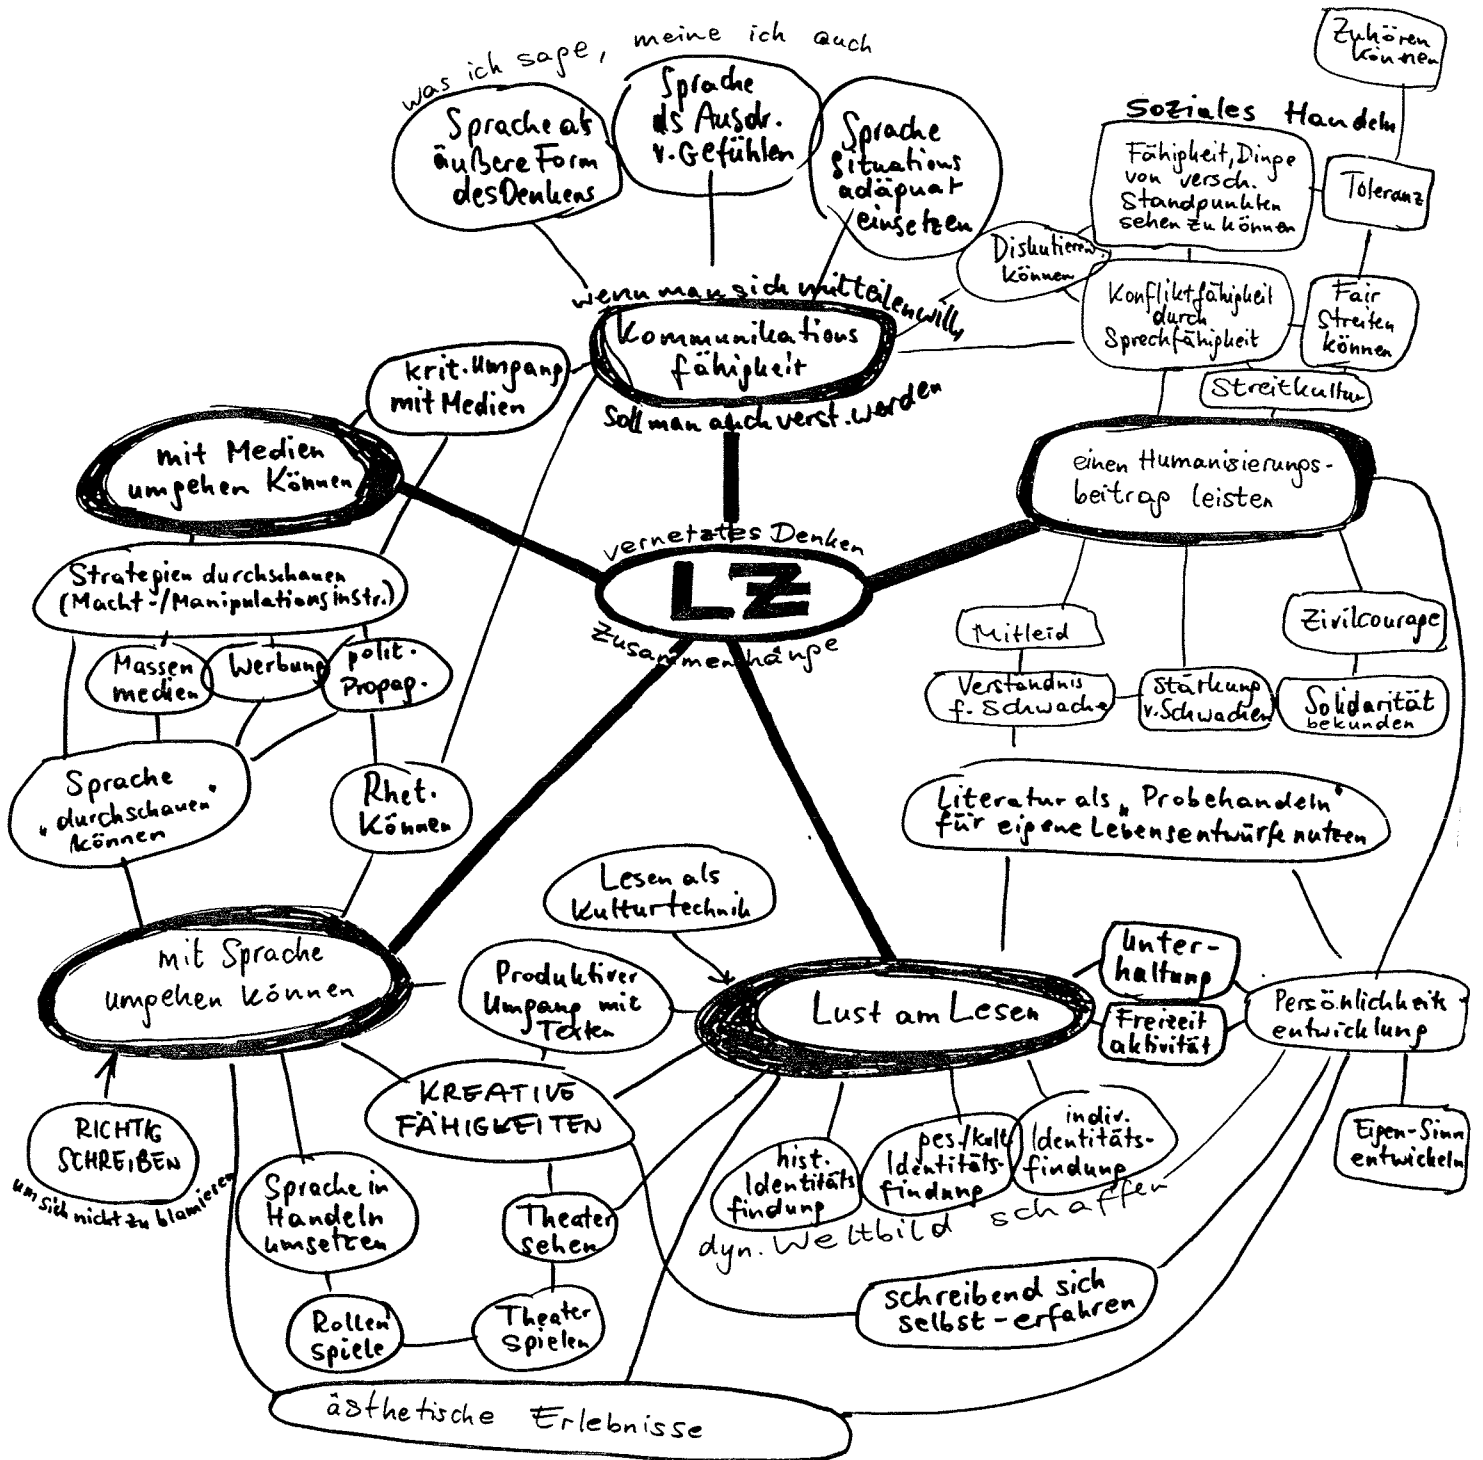 was ich sage, meine ich auch
Sprache als
äußere Form
des Denkens
Sprache
als Ausdr.
v. Gefühlen
Sprache
situations
adäquat
einsetzen
Zuhören
können
Soziales Handeln
Fähigkeit, Dinge
von versch.
Standpunkten
sehen zu können
Toleranz
Diskutieren
können
Konfliktfähigkeit
durch
Sprechfähigkeit
Fair
streiten
können
Streitkultur
wenn man sich mitteilen will,
Kommunikations
fähigkeit
soll man auch verst. werden
krit. Umgang
mit Medien
mit Medien
umgehen können
einen Humanisierungs-
beitrag leisten
vernetztes Denken
LZ
Zusammenhänge
Strategien durchschauen
(Macht-/Manipulationsinstr.)
Massen
medien
Werbung
polit.
Propag.
Mitleid
Zivilcourage
Verständnis
f. Schwache
Stärkung
v. Schwachen
Solidarität
bekunden
Sprache
"durchschauen"
können
Rhet.
Können
Literatur als "Probehandeln"
für eigene Lebensentwürfe nutzen
Lesen als
Kulturtechnik
mit Sprache
umgehen können
Produktiver
Umgang mit
Texten
Lust am Lesen
Unter-
haltung
Freizeit
aktivität
Persönlichkeits
entwicklung
KREATIVE
FÄHIGKEITEN
RICHTIG
SCHREIBEN
um sich nicht zu blamieren
Sprache in
Handeln
umsetzen
Theater
sehen
hist.
Identitäts
findung
ges./kult.
Identitäts-
findung
indiv.
Identitäts-
findung
Eigen-Sinn
entwickeln
dyn. Weltbild schaffen
Rollen
spiele
Theater
spielen
schreibend sich
selbst-erfahren
ästhetische Erlebnisse